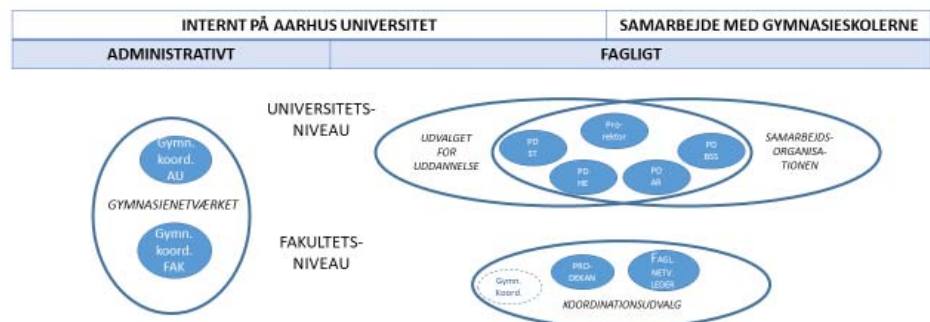 INTERNT PÅ AARHUS UNIVERSITET
SAMARBEJDE MED GYMNASIESKOLERNE
ADMINISTRATIVT
FAGLIGT
UNIVERSITETS-
NIVEAU
Gymn.
koord.
AU
GYMNASIENETVÆRKET
Gymn.
koord.
FAK
UDVALGET
FOR
UDDANNELSE
PD
ST
Pro-
rektor
PD
HE
PD
AR
PD
BSS
SAMARBEJDS-
ORGANISA-
TIONEN
FAKULTETS-
NIVEAU
Gymn.
Koord.
PRO-
DEKAN
FAGL.
NETV.
LEDER
KOORDINATIONSUDVALG